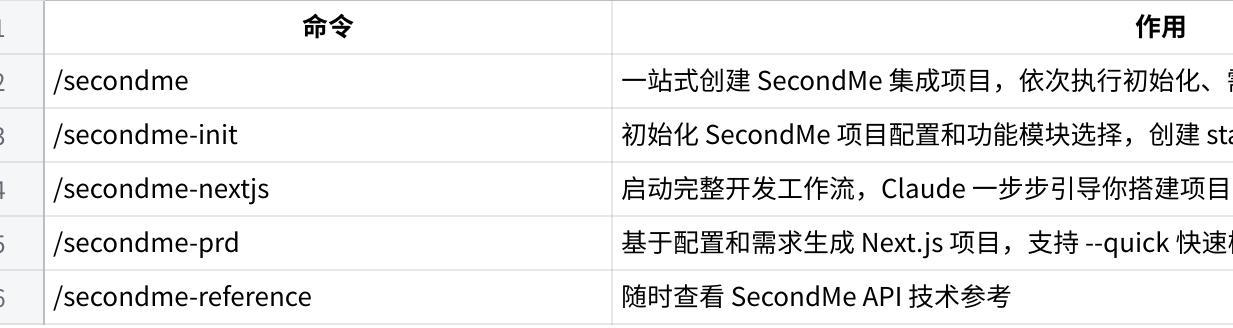 命令 作用
2 /secondme 一站式创建 SecondMe 集成项目，依次执行初始化、
3 /secondme-init 初始化 SecondMe 项目配置和功能模块选择，创建 sta
4 /secondme-nextjs 启动完整开发工作流，Claude 一步步引导你搭建项目
5 /secondme-prd 基于配置和需求生成 Next.js 项目，支持 --quick 快速
6 /secondme-reference 随时查看 SecondMe API 技术参考